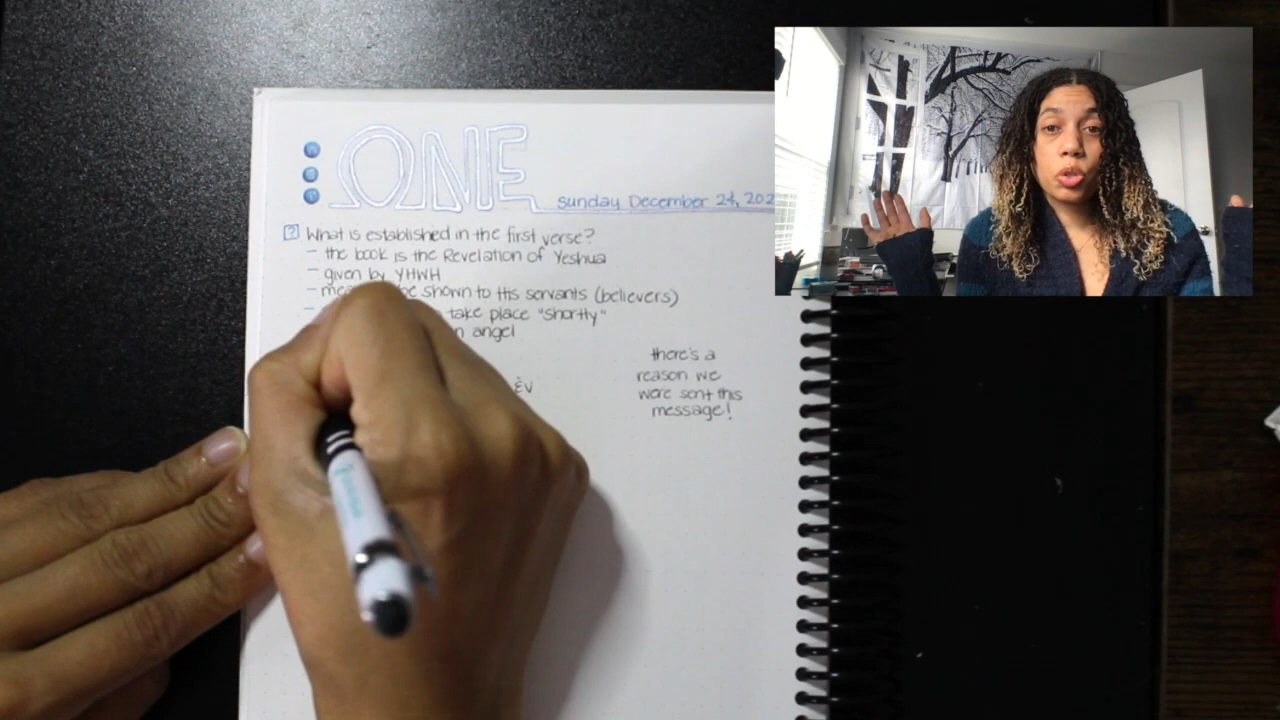 ONE
Sunday December 24, 202
? What is established in the first verse?
- the book is the Revelation of Yeshua
- given by YHWH
- be shown to His servants (believers)
- take place "shortly"
angel
there's a
reason we
were sent this
message!